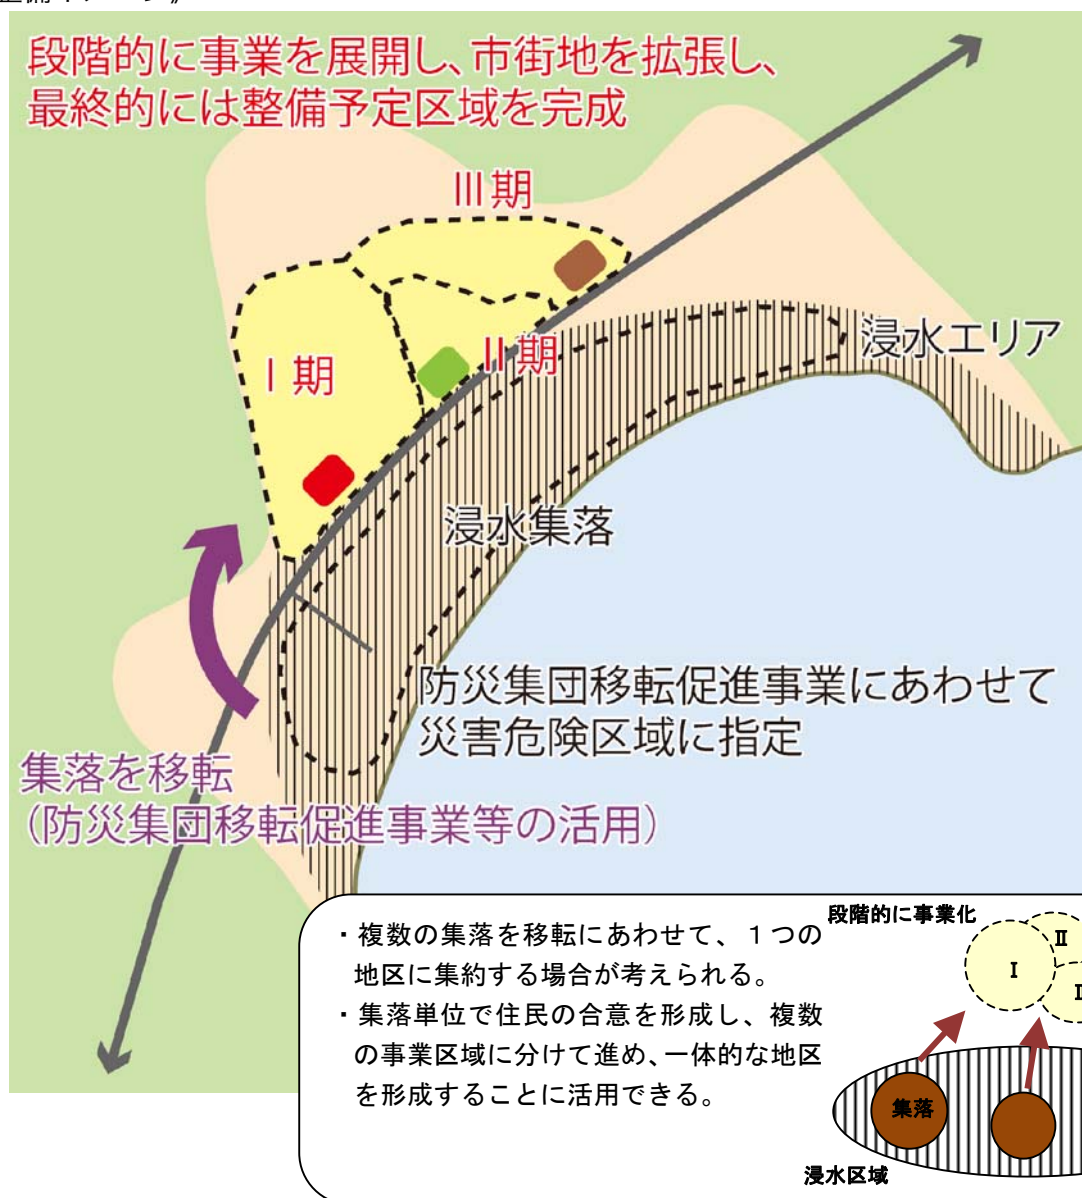 段階的に事業を展開し、市街地を拡張し、
最終的には整備予定区域を完成
Ⅲ期
浸水エリア
Ⅱ期
Ⅰ期
浸水集落
防災集団移転促進事業にあわせて
災害危険区域に指定
集落を移転
（防災集団移転促進事業等の活用）
・複数の集落を移転にあわせて、１つの
地区に集約する場合が考えられる。
・集落単位で住民の合意を形成し、複数
の事業区域に分けて進め、一体的な地区
を形成することに活用できる。
段階的に事業化
Ⅱ
Ⅰ
集落
浸水区域